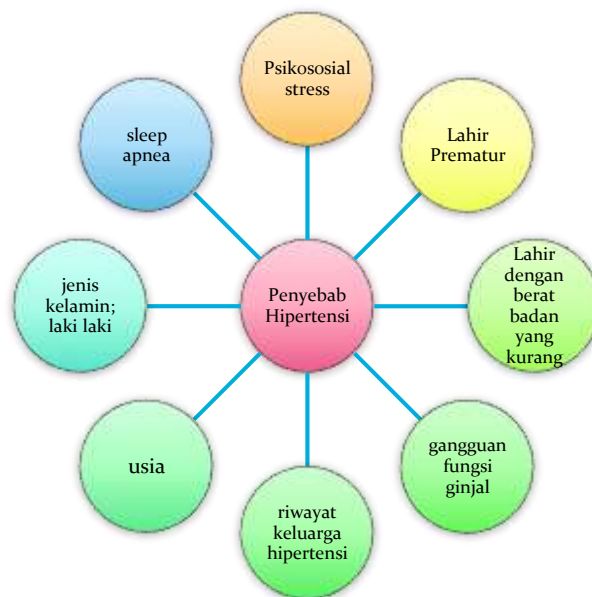 Psikososial
stress
Lahir
Prematur
Lahir
dengan
berat
badan
yang
kurang
gangguan
fungsi
ginjal
riwayat
keluarga
hipertensi
usia
jenis
kelamin;
laki laki
sleep
apnea
Penyebab
Hipertensi